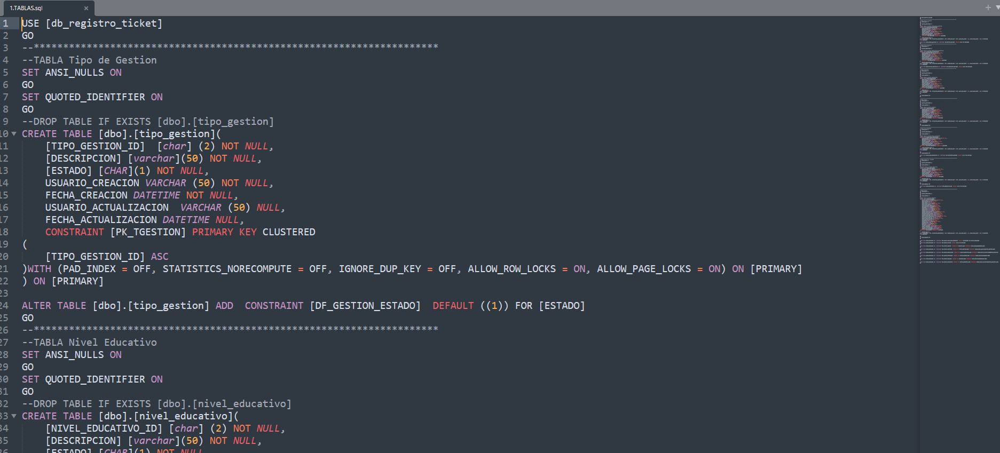 1.TABLAS.sql
USE [db_registro_ticket]
GO
--*********************************************************************
--TABLA Tipo de Gestion
SET ANSI_NULLS ON
GO
SET QUOTED_IDENTIFIER ON
GO
--DROP TABLE IF EXISTS [dbo].[tipo_gestion]
CREATE TABLE [dbo].[tipo_gestion](
[TIPO_GESTION_ID]  [char] (2) NOT NULL,
[DESCRIPCION] [varchar](50) NOT NULL,
[ESTADO] [CHAR](1) NOT NULL,
USUARIO_CREACION VARCHAR (50) NOT NULL,
FECHA_CREACION DATETIME NOT NULL,
USUARIO_ACTUALIZACION  VARCHAR (50) NULL,
FECHA_ACTUALIZACION DATETIME NULL,
CONSTRAINT [PK_TGESTION] PRIMARY KEY CLUSTERED
(
[TIPO_GESTION_ID] ASC
)WITH (PAD_INDEX = OFF, STATISTICS_NORECOMPUTE = OFF, IGNORE_DUP_KEY = OFF, ALLOW_ROW_LOCKS = ON, ALLOW_PAGE_LOCKS = ON) ON [PRIMARY]
) ON [PRIMARY]
ALTER TABLE [dbo].[tipo_gestion] ADD  CONSTRAINT [DF_GESTION_ESTADO]  DEFAULT ((1)) FOR [ESTADO]
GO
--*********************************************************************
--TABLA Nivel Educativo
SET ANSI_NULLS ON
GO
SET QUOTED_IDENTIFIER ON
GO
--DROP TABLE IF EXISTS [dbo].[nivel_educativo]
CREATE TABLE [dbo].[nivel_educativo](
[NIVEL_EDUCATIVO_ID] [char] (2) NOT NULL,
[DESCRIPCION] [varchar](50) NOT NULL,
[ESTADO] [CHAR](1) NOT NULL